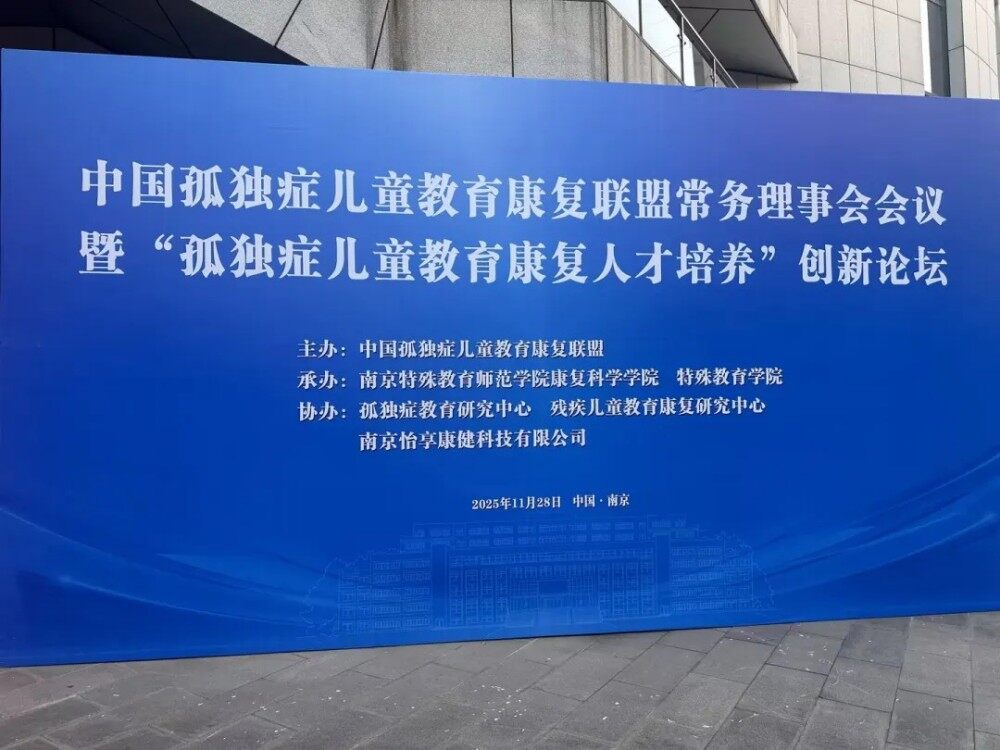 中国孤独症儿童教育康复联盟常务理事会会议
暨“孤独症儿童教育康复人才培养”创新论坛
主办：中国孤独症儿童教育康复联盟
承办：南京特殊教育师范学院康复科学学院 特殊教育学院
协办：孤独症教育研究中心 残疾儿童教育康复研究中心
南京怡享康健科技有限公司
2025年11月28日 中国·南京